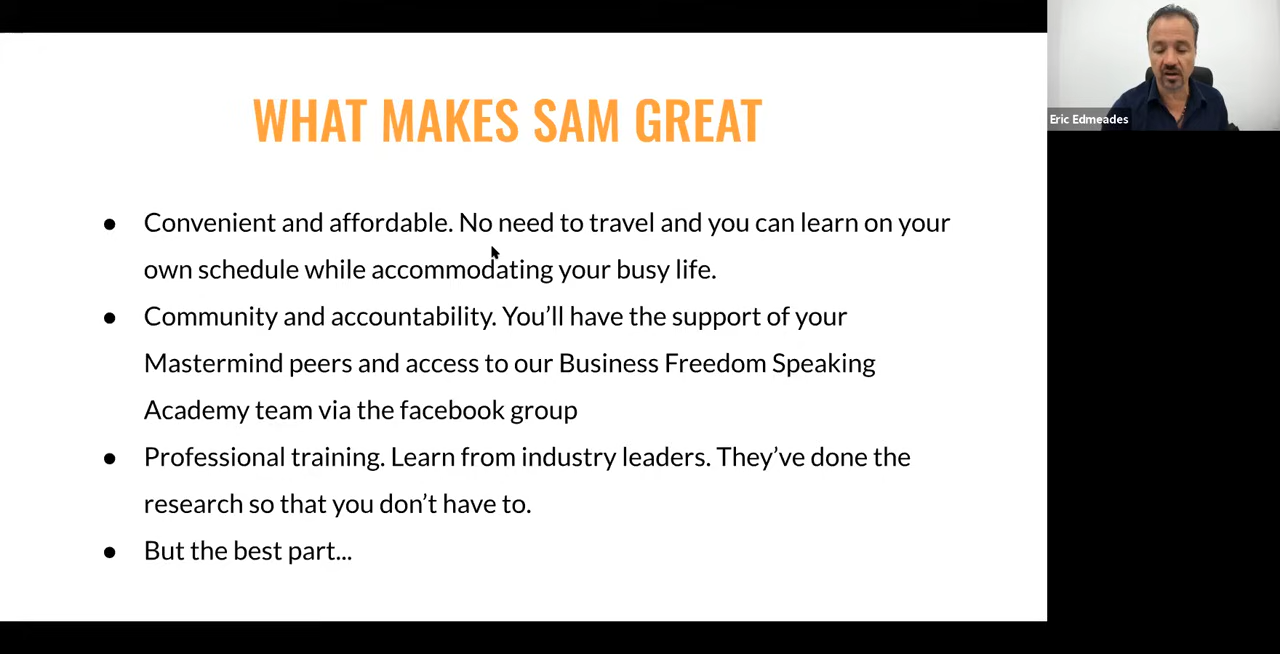 WHAT MAKES SAM GREAT
● Convenient and affordable. No need to travel and you can learn on your
own schedule while accommodating your busy life.
● Community and accountability. You’ll have the support of your
Mastermind peers and access to our Business Freedom Speaking
Academy team via the facebook group
● Professional training. Learn from industry leaders. They’ve done the
research so that you don’t have to.
● But the best part...
Eric Edmeades